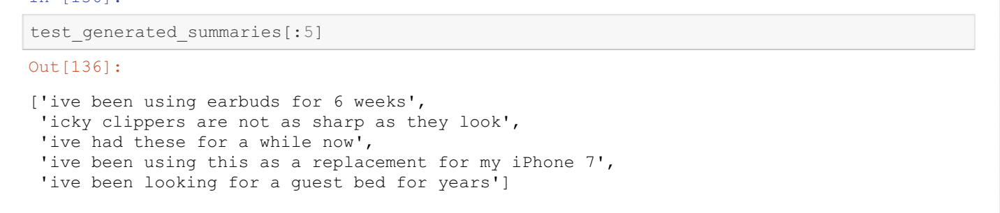 In [136]:
test_generated_summaries[:5]
Out[136]:
['ive been using earbuds for 6 weeks',
 'icky clippers are not as sharp as they look',
 'ive had these for a while now',
 'ive been using this as a replacement for my iPhone 7',
 'ive been looking for a guest bed for years']